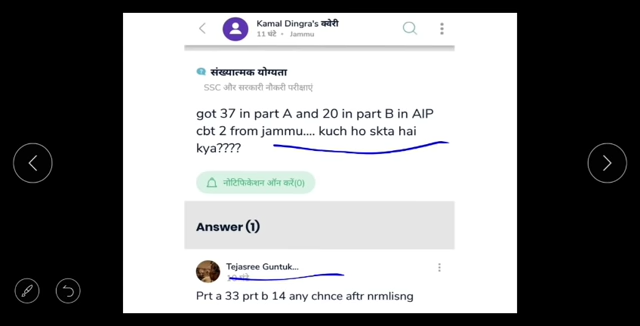 Kamal Dingra's क्वेरी
11 घंटे • Jammu
संख्यात्मक योग्यता
SSC और सरकारी नौकरी परीक्षाएं
got 37 in part A and 20 in part B in AIP
cbt 2 from jammu.... kuch ho skta hai
kya????
नोटिफिकेशन ऑन करें(0)
Answer (1)
Tejasree Guntuk...
घंटे
Prt a 33 prt b 14 any chnce aftr nrmlisng